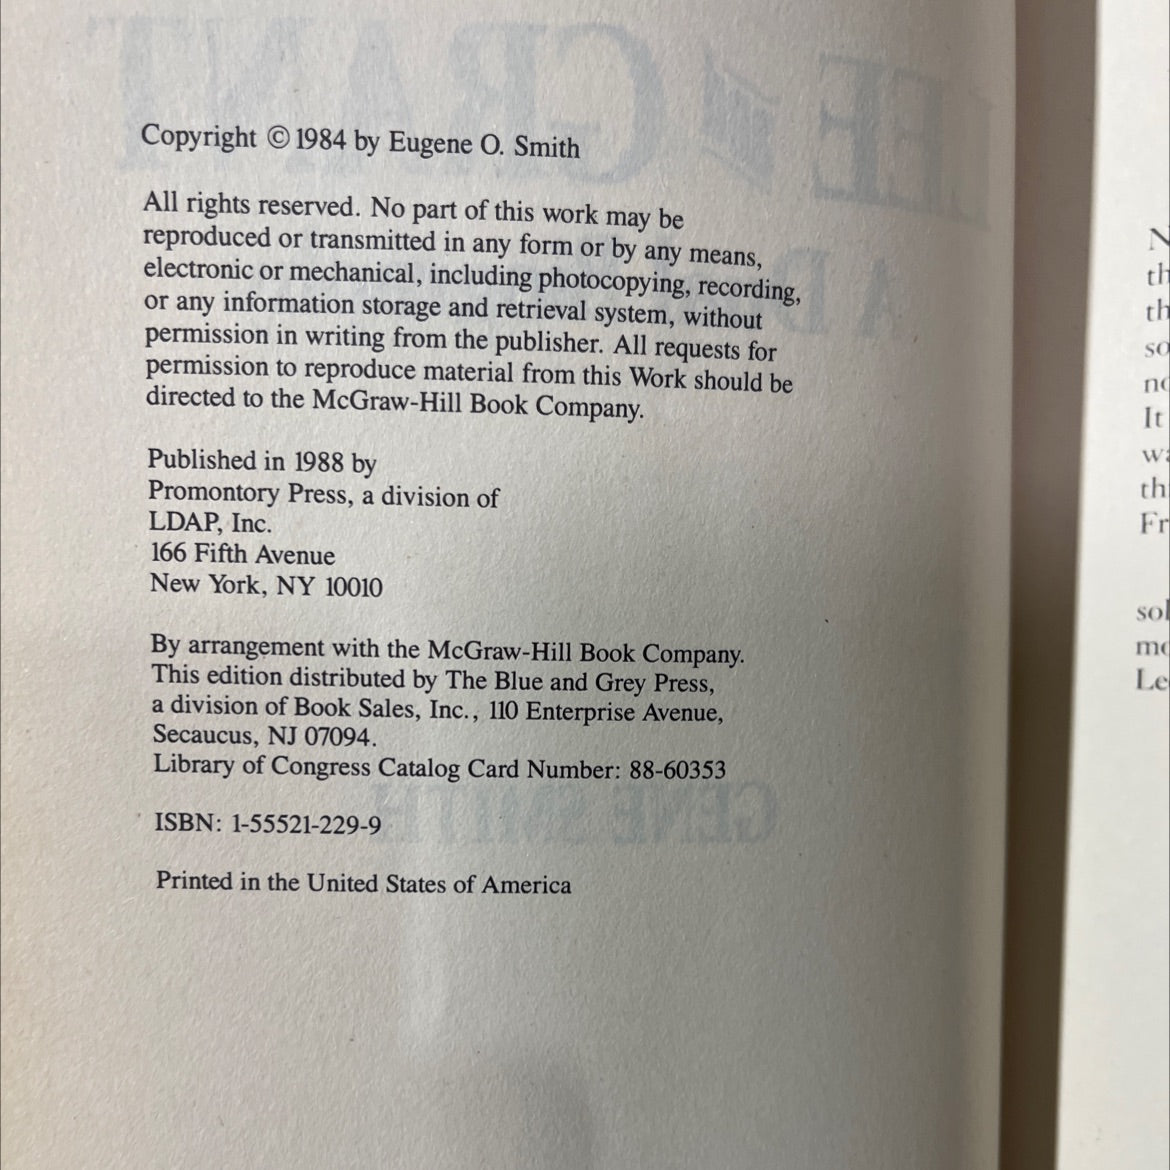 Copyright © 1984 by Eugene O. Smith
All rights reserved. No part of this work may be
reproduced or transmitted in any form or by any means,
electronic or mechanical, including photocopying, recording,
or any information storage and retrieval system, without
permission in writing from the publisher. All requests for
permission to reproduce material from this Work should be
directed to the McGraw-Hill Book Company.
Published in 1988 by
Promontory Press, a division of
LDAP, Inc.
166 Fifth Avenue
New York, NY 10010
By arrangement with the McGraw-Hill Book Company.
This edition distributed by The Blue and Grey Press,
a division of Book Sales, Inc., 110 Enterprise Avenue,
Secaucus, NJ 07094.
Library of Congress Catalog Card Number: 88-60353
ISBN: 1-55521-229-9
Printed in the United States of America
GENE SMITH
It